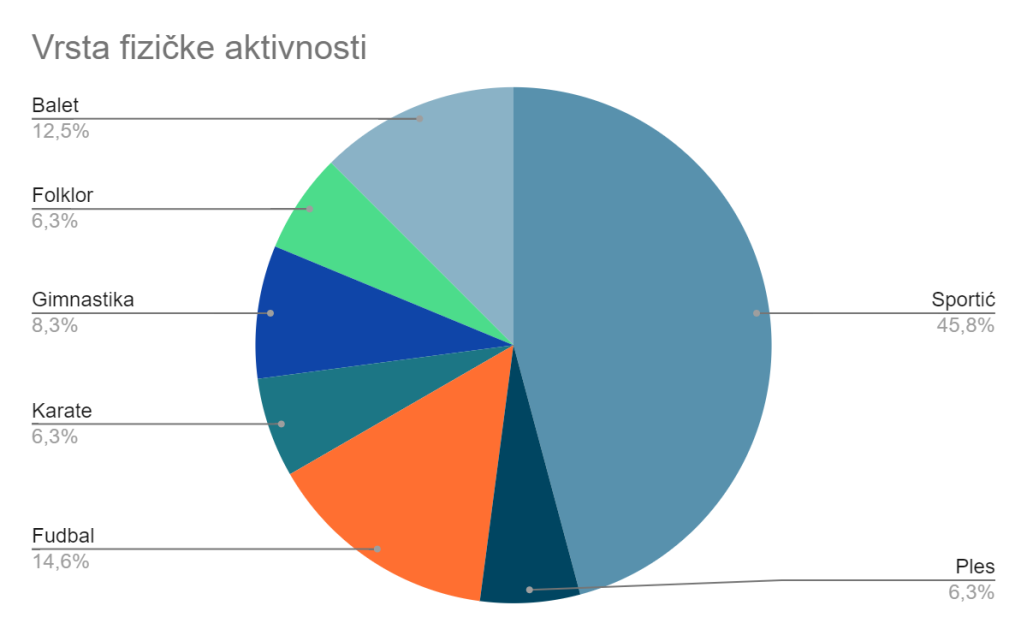 Vrsta fizičke aktivnosti
Balet
12,5%
Folklor
6,3%
Gimnastika
8,3%
Karate
6,3%
Fudbal
14,6%
Sportić
45,8%
Ples
6,3%